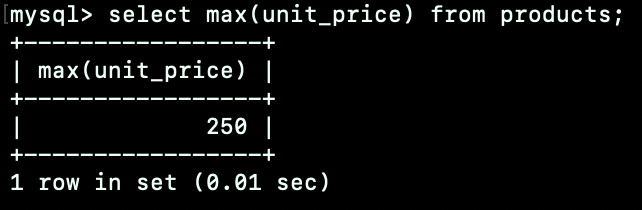 [mysql> select max(unit_price) from products;
+-----------------+
| max(unit_price) |
+-----------------+
|             250 |
+-----------------+
1 row in set (0.01 sec)